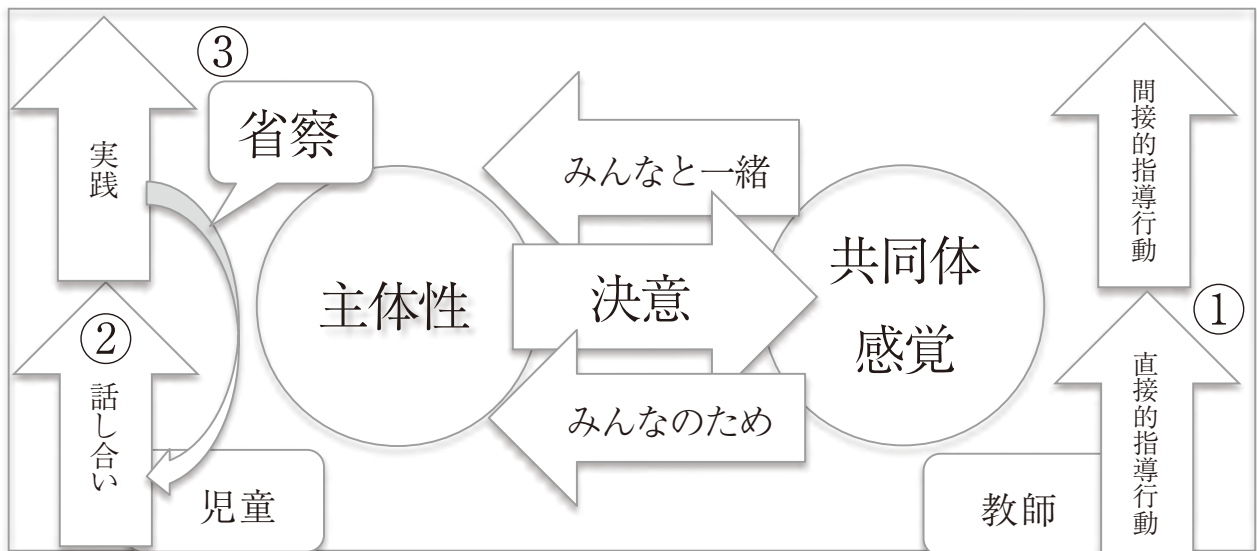 ③
省察
実践
②
話し合い
児童
主体性
みんなと一緒
決意
みんなのため
共同体
感覚
間接的指導行動
①
直接的指導行動
教師